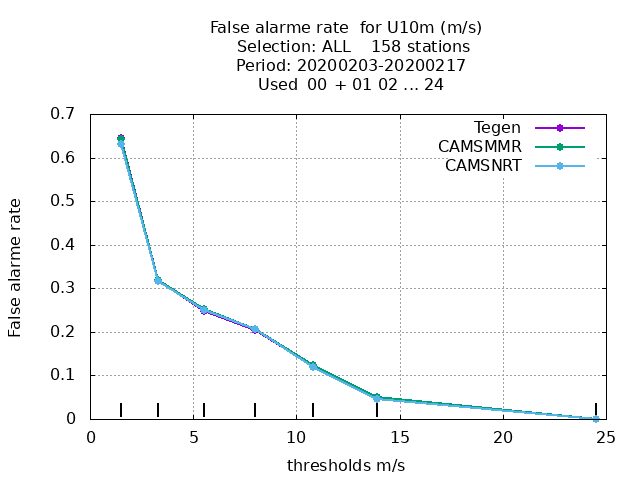 False alarme rate  for U10m (m/s)
Selection: ALL    158 stations
Period: 20200203-20200217
Used  00  + 01 02 ... 24
Tegen
CAMSMMR
CAMSNRT
0.7
0.6
0.5
0.4
0.3
0.2
0.1
0
False alarme rate
0 5 10 15 20 25
thresholds m/s